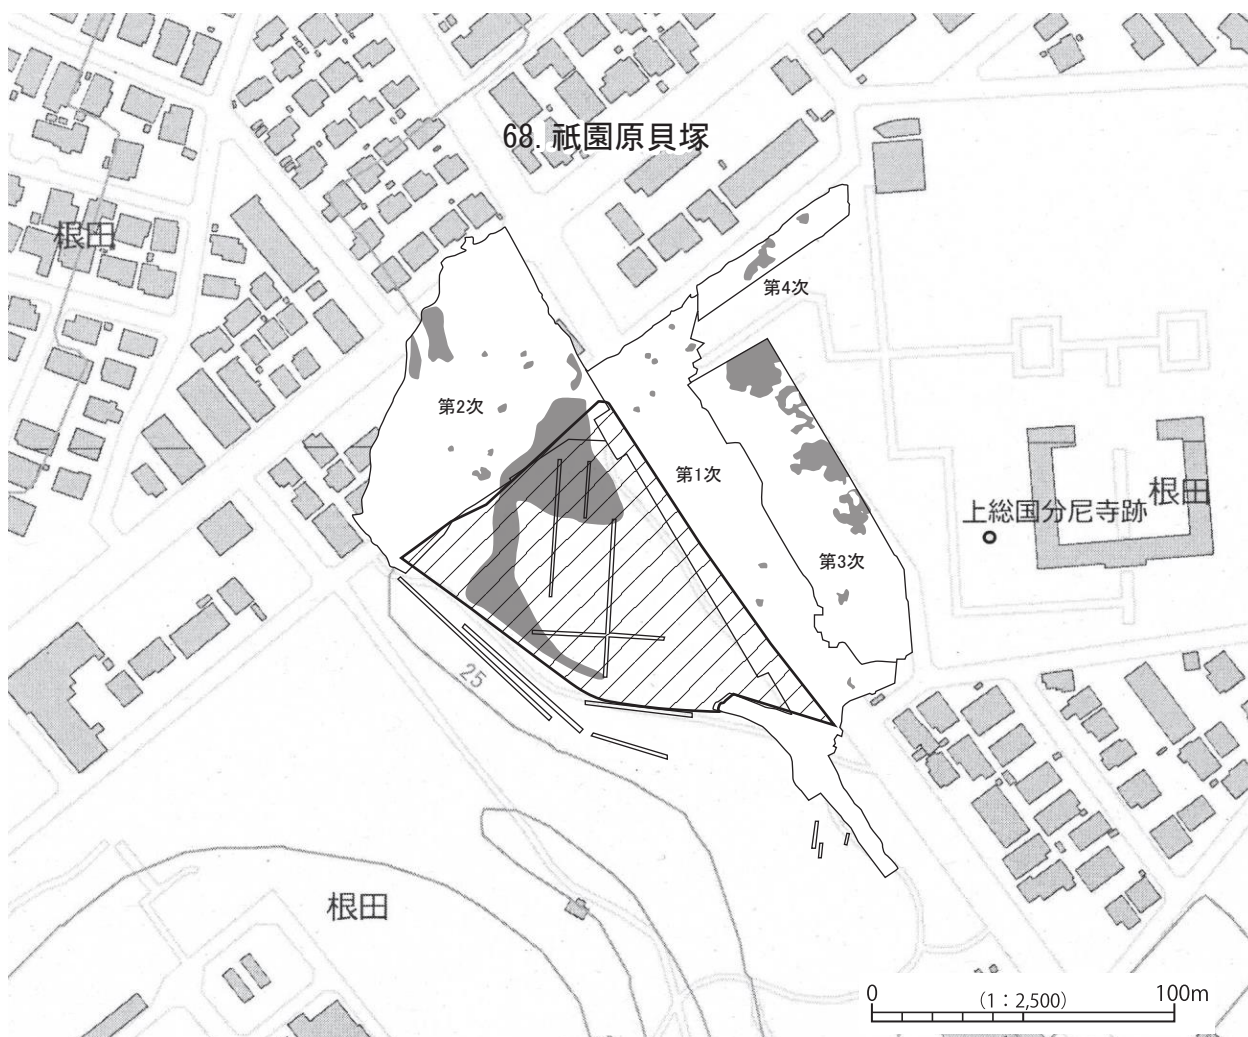 68. 祇園原貝塚
根田
第4次
第2次
第1次
根田
上総国分尼寺跡
第3次
25
根田
0 (1：2,500) 100m